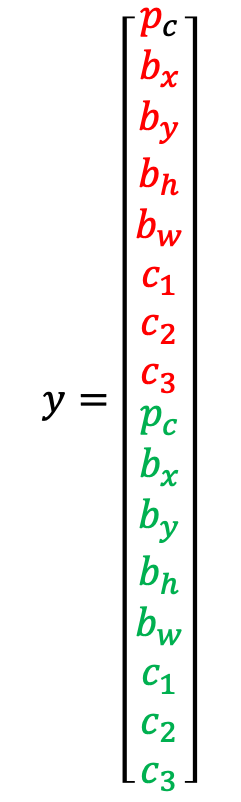 p_c
b_x
b_y
b_h
b_w
c_1
c_2
c_3
y = p_c
b_x
b_y
b_h
b_w
c_1
c_2
c_3